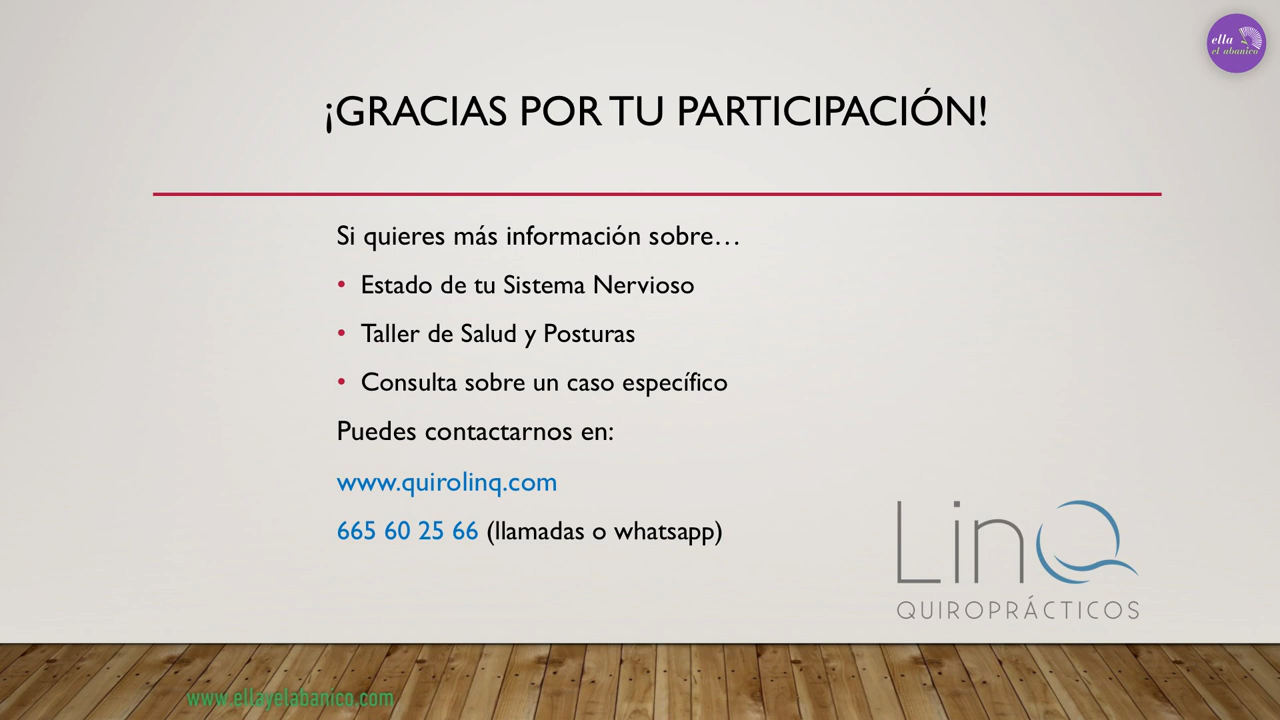 ella
el abanico
¡GRACIAS POR TU PARTICIPACIÓN!
Si quieres más información sobre…
• Estado de tu Sistema Nervioso
• Taller de Salud y Posturas
• Consulta sobre un caso específico
Puedes contactarnos en:
www.quirolinq.com
665 60 25 66 (llamadas o whatsapp)
LinQ
QUIROPRÁCTICOS
www.ellayelabanico.com